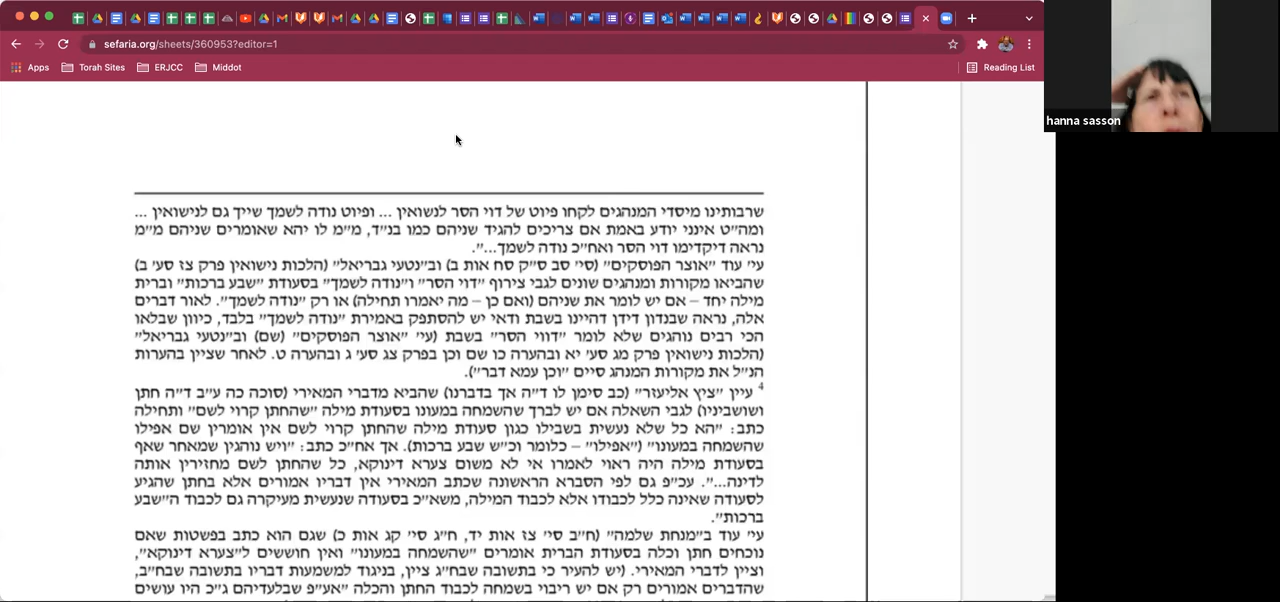 sefaria.org/sheets/360953?editor=1
Apps Torah Sites ERJCC Middot Reading List
hanna sasson
שרבותינו מיסדי המנהגים לקחו פיוט של דוי הסר לנשואין ... ופיוט נודה לשמך שייך גם לנישואין ...
ומה״ט אינני יודע באמת אם צריכים להגיד שניהם כמו בנ״ד, מ״מ לו יהא שאומרים שניהם מ״מ
נראה דיקדימו דוי הסר ואח״כ נודה לשמך...״.
עי׳ עוד ״אוצר הפוסקים״ (סי׳ סב ס״ק סח אות ב) וב״נטעי גבריאל״ (הלכות נישואין פרק צז סע׳ ב)
שהביאו מקורות ומנהגים שונים לגבי צירוף ״דוי הסר״ ו״נודה לשמך״ בסעודת ״שבע ברכות״ וברית
מילה יחד – אם יש לומר את שניהם (ואם כן – מה יאמרו תחילה) או רק ״נודה לשמך״. לאור דברים
אלה, נראה שבנדון דידן דהיינו בשבת ודאי יש להסתפק באמירת ״נודה לשמך״ בלבד, כיוון שבלאו
הכי רבים נוהגים שלא לומר ״דווי הסר״ בשבת (עי׳ ״אוצר הפוסקים״ (שם) וב״נטעי גבריאל״
(הלכות נישואין פרק מג סע׳ יא ובהערה כו שם וכן בפרק צג סע׳ ג ובהערה ט. לאחר שציין בהערות
הנ״ל את מקורות המנהג סיים ״וכן עמא דבר״).
4 עיין ״ציץ אליעזר״ (כב סימן לו ד״ה אך בדברנו) שהביא מדברי המאירי (סוכה כה ע״ב ד״ה חתן
ושושביניו) לגבי השאלה אם יש לברך שהשמחה במעונו בסעודת מילה ״שהחתן קרוי לשם״ ותחילה
כתב: ״הא כל שלא נעשית בשבילו כגון סעודת מילה שהחתן קרוי לשם אין אומרין שם אפילו
שהשמחה במעונו״ (״אפילו״ – כלומר וכ״ש שבע ברכות). אך אח״כ כתב: ״ויש נוהגין שמאחר שאף
בסעודת מילה היה ראוי לאמרו אי לא משום צערא דינוקא, כל שהחתן לשם מחזירין אותה
לדינה...״. עכ״פ גם לפי הסברא הראשונה שכתב המאירי אין דבריו אמורים אלא בחתן שהגיע
לסעודה שאינה כלל לכבודו אלא לכבוד המילה, משא״כ בסעודה שנעשית מעיקרה גם לכבוד ה״שבע
ברכות״.
עי׳ עוד ב״מנחת שלמה״ (ח״ב סי׳ צז אות יד, ח״ג סי׳ קג אות כ) שגם הוא כתב בפשטות שאם
נוכחים חתן וכלה בסעודת הברית אומרים ״שהשמחה במעונו״ ואין חוששים ל״צערא דינוקא״,
וציין לדברי המאירי. (יש להעיר כי בתשובה שבח״ג ציין, בניגוד למשמעות דבריו בתשובה שבח״ב,
שהדברים אמורים רק אם יש ריבוי בשמחה לכבוד החתן והכלה ״אע״פ שבלעדיהם ג״כ היו עושים